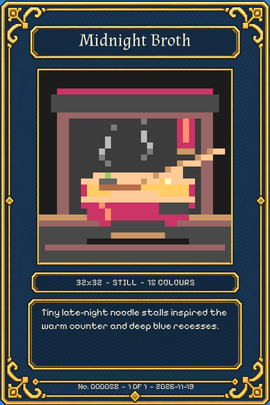 Midnight Broth
32x32 - STILL - 15 COLOURS
Tiny late-night noodle stalls inspired the
warm counter and deep blue recesses.
No. 000058 - 1 OF 1 - 2026-11-19